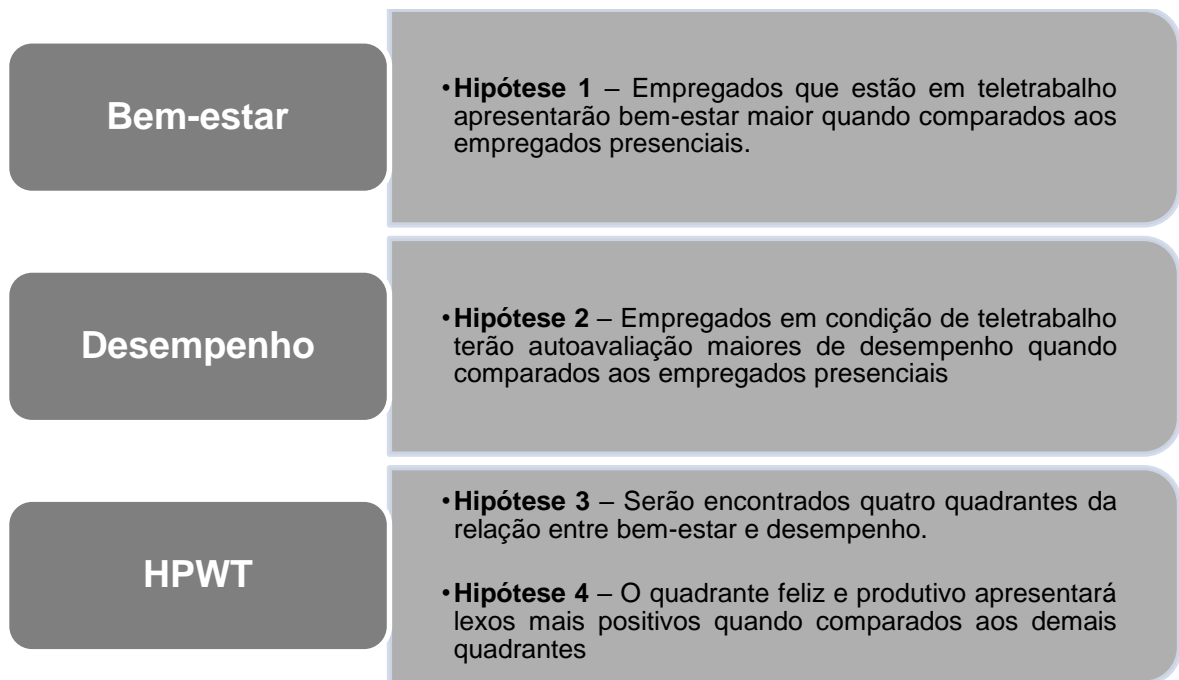 Bem-estar
•Hipótese 1 – Empregados que estão em teletrabalho
apresentarão bem-estar maior quando comparados aos
empregados presenciais.
Desempenho
•Hipótese 2 – Empregados em condição de teletrabalho
terão autoavaliação maiores de desempenho quando
comparados aos empregados presenciais
HPWT
•Hipótese 3 – Serão encontrados quatro quadrantes da
relação entre bem-estar e desempenho.
•Hipótese 4 – O quadrante feliz e produtivo apresentará
lexos mais positivos quando comparados aos demais
quadrantes